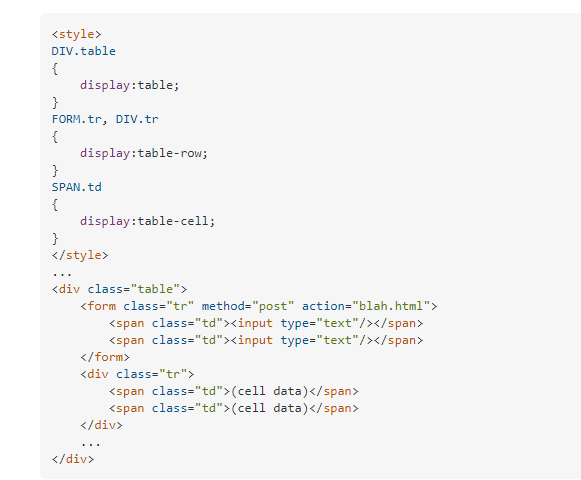 <style>
DIV.table
{
    display:table;
}
FORM.tr, DIV.tr
{
    display:table-row;
}
SPAN.td
{
    display:table-cell;
}
</style>
...
<div class="table">
    <form class="tr" method="post" action="blah.html">
        <span class="td"><input type="text"/></span>
        <span class="td"><input type="text"/></span>
    </form>
    <div class="tr">
        <span class="td">(cell data)</span>
        <span class="td">(cell data)</span>
    </div>
    ...
</div>